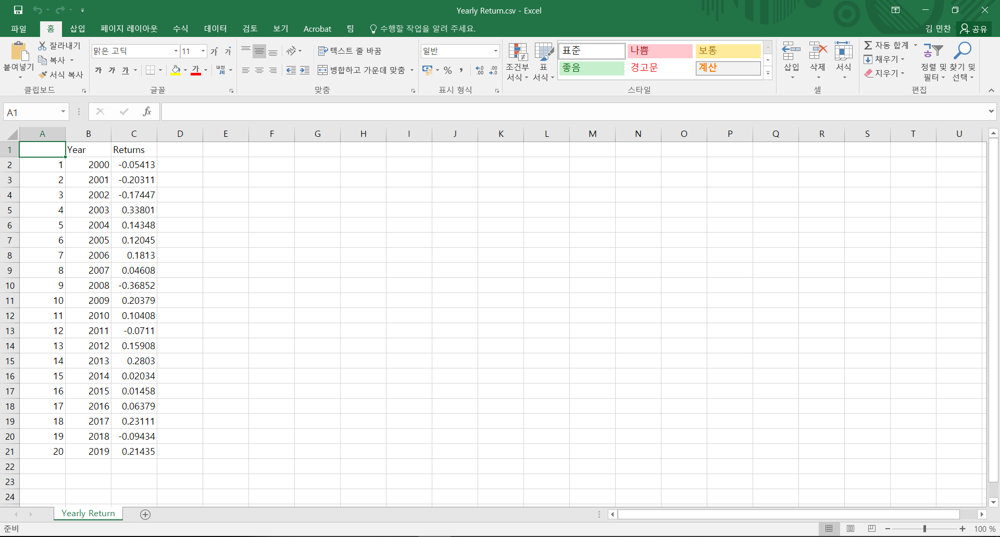 Yearly Return.csv - Excel
파일 홈 삽입 페이지 레이아웃 수식 데이터 검토 보기 Acrobat 팀 수행할 작업을 알려 주세요. 김 민찬 공유
붙여넣기
잘라내기
복사
서식 복사
클립보드
맑은 고딕 11 가 가
가 가 가 가 내천
글꼴
텍스트 줄 바꿈
병합하고 가운데 맞춤
맞춤
일반
% ,
표시 형식
조건부 서식
표 서식
표준 나쁨 보통
좋음 경고문 계산
스타일
삽입 삭제 서식
셀
자동 합계
채우기
지우기
정렬 및 필터
찾기 및 선택
편집
A1 fx
A B C D E F G H I J K L M N O P Q R S T U
1 Year Returns
2 1 2000 -0.05413
3 2 2001 -0.20311
4 3 2002 -0.17447
5 4 2003 0.33801
6 5 2004 0.14348
7 6 2005 0.12045
8 7 2006 0.1813
9 8 2007 0.04608
10 9 2008 -0.36852
11 10 2009 0.20379
12 11 2010 0.10408
13 12 2011 -0.0711
14 13 2012 0.15908
15 14 2013 0.2803
16 15 2014 0.02034
17 16 2015 0.01458
18 17 2016 0.06379
19 18 2017 0.23111
20 19 2018 -0.09434
21 20 2019 0.21435
22
23
24
Yearly Return
준비 100 %